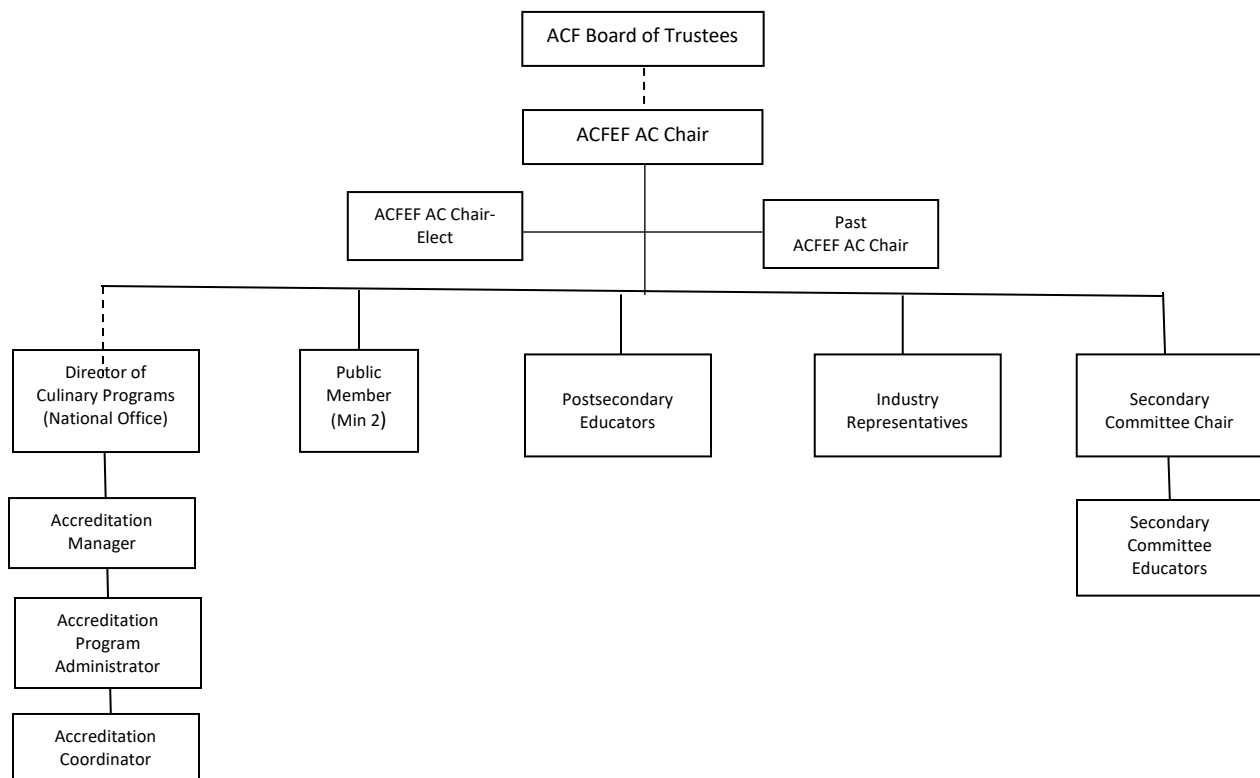 ACF Board of Trustees
ACFEF AC Chair
ACFEF AC Chair-
Elect
Past
ACFEF AC Chair
Director of
Culinary Programs
(National Office)
Public
Member
(Min 2)
Postsecondary
Educators
Industry
Representatives
Secondary
Committee Chair
Accreditation
Manager
Secondary
Committee
Educators
Accreditation
Program
Administrator
Accreditation
Coordinator